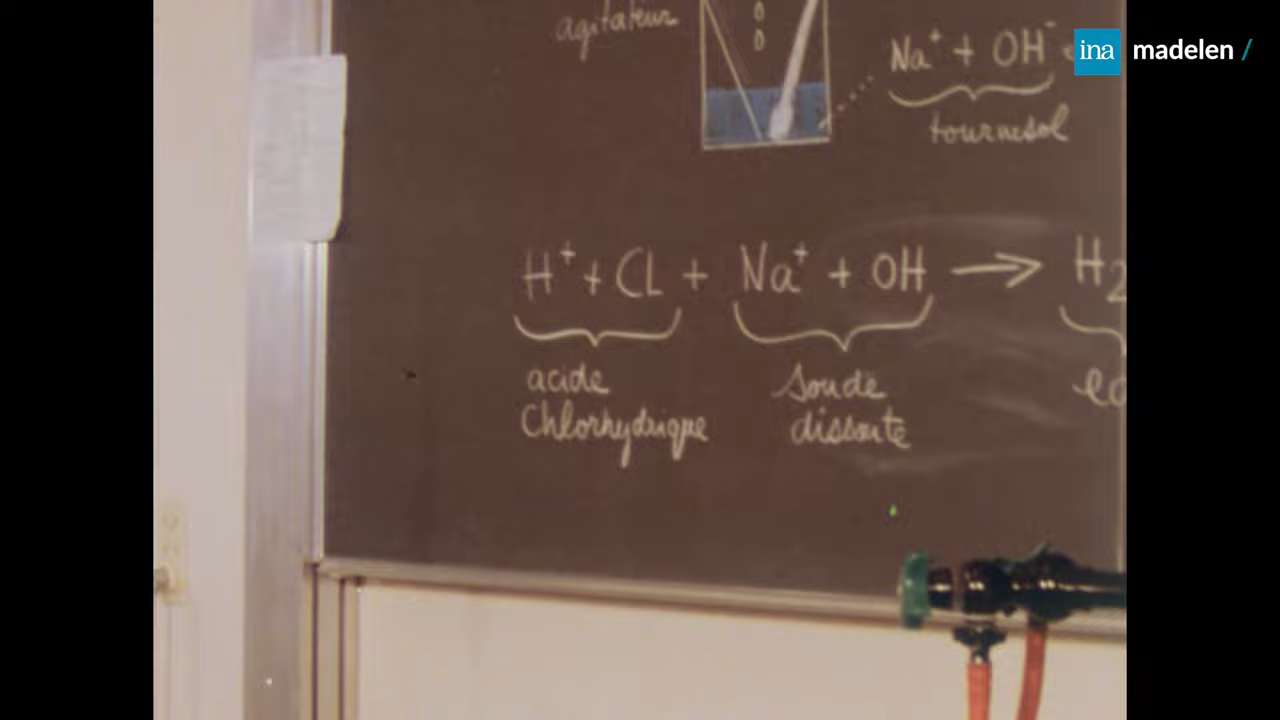 agitateur
Na⁺ + OH⁻
tournesol
H⁺ + CL + Na⁺ + OH → H₂
acide
Chlorhydrique
Soude
dissoute
ina madelen /